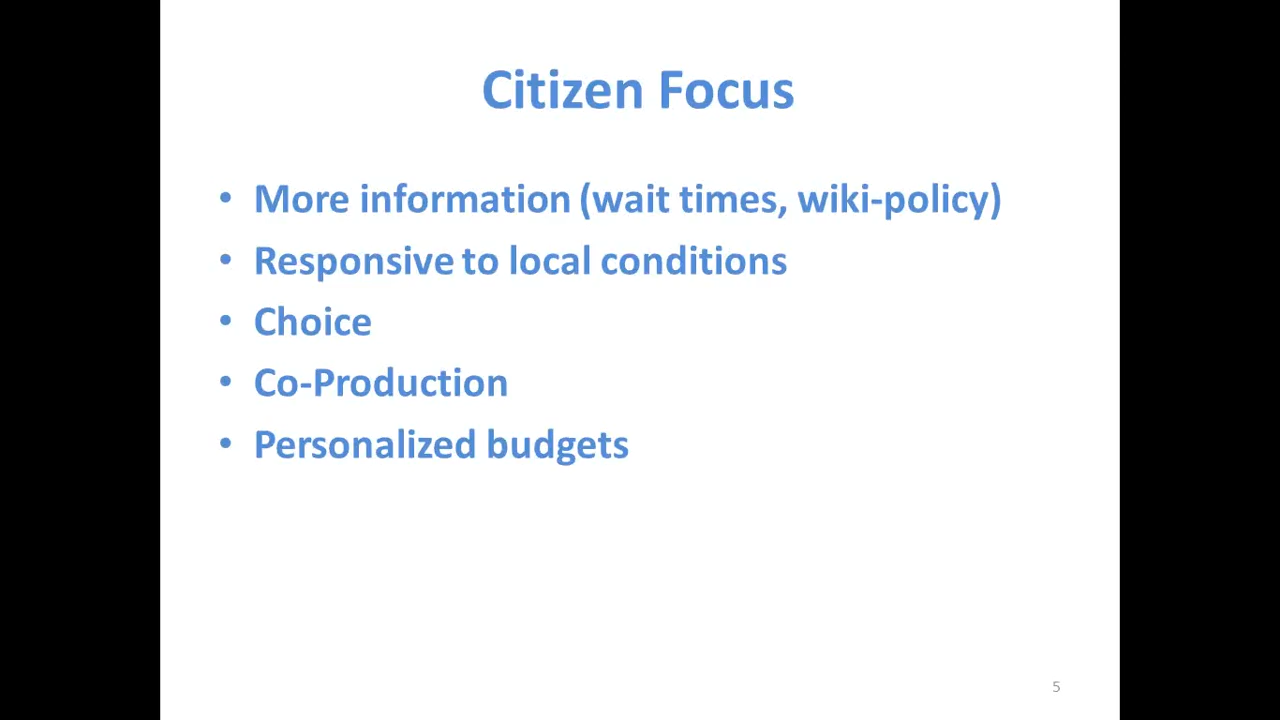 Citizen Focus
• More information (wait times, wiki-policy)
• Responsive to local conditions
• Choice
• Co-Production
• Personalized budgets
5